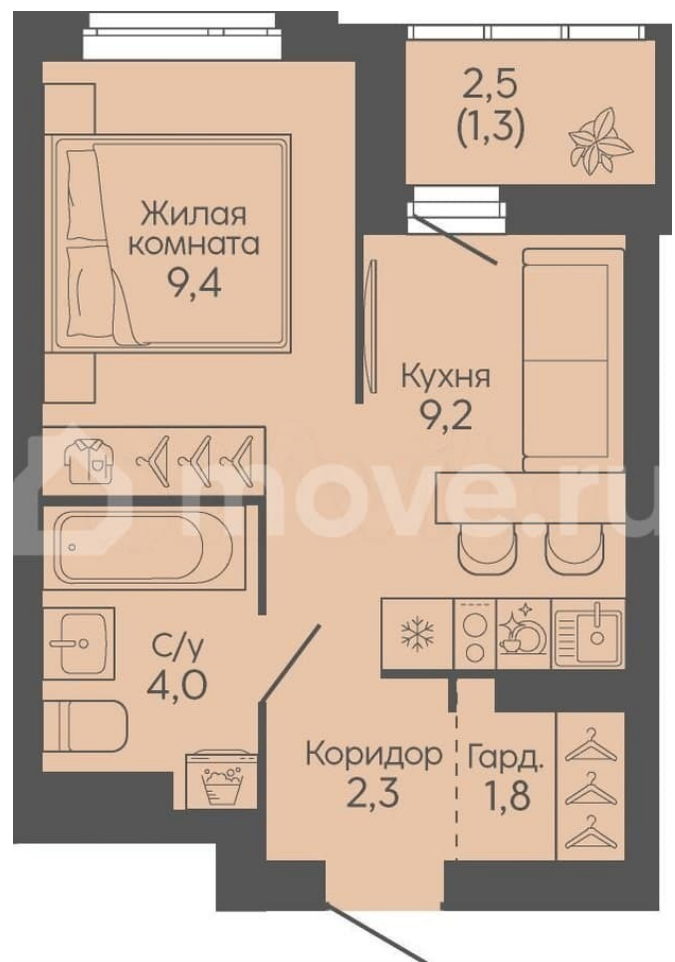 2,5
(1,3)
Жилая
комната
9,4
Кухня
9,2
move.ru
С/у
4,0
Коридор
2,3
Гард.
1,8